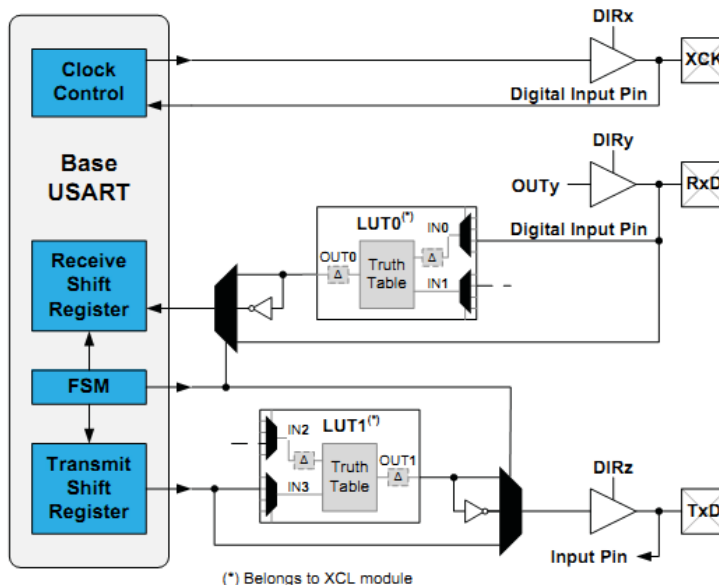 DIRx
Clock
Control
XCK
Digital Input Pin
Base
USART
DIRy
OUTy
RxD
LUT0(*)
IN0
Digital Input Pin
OUT0
Δ
Δ
Truth
Table
IN1
Receive
Shift
Register
FSM
LUT1(*)
IN2
OUT1
Δ
Truth
Table
Δ
IN3
Transmit
Shift
Register
DIRz
TxD
Input Pin
(*) Belongs to XCL module